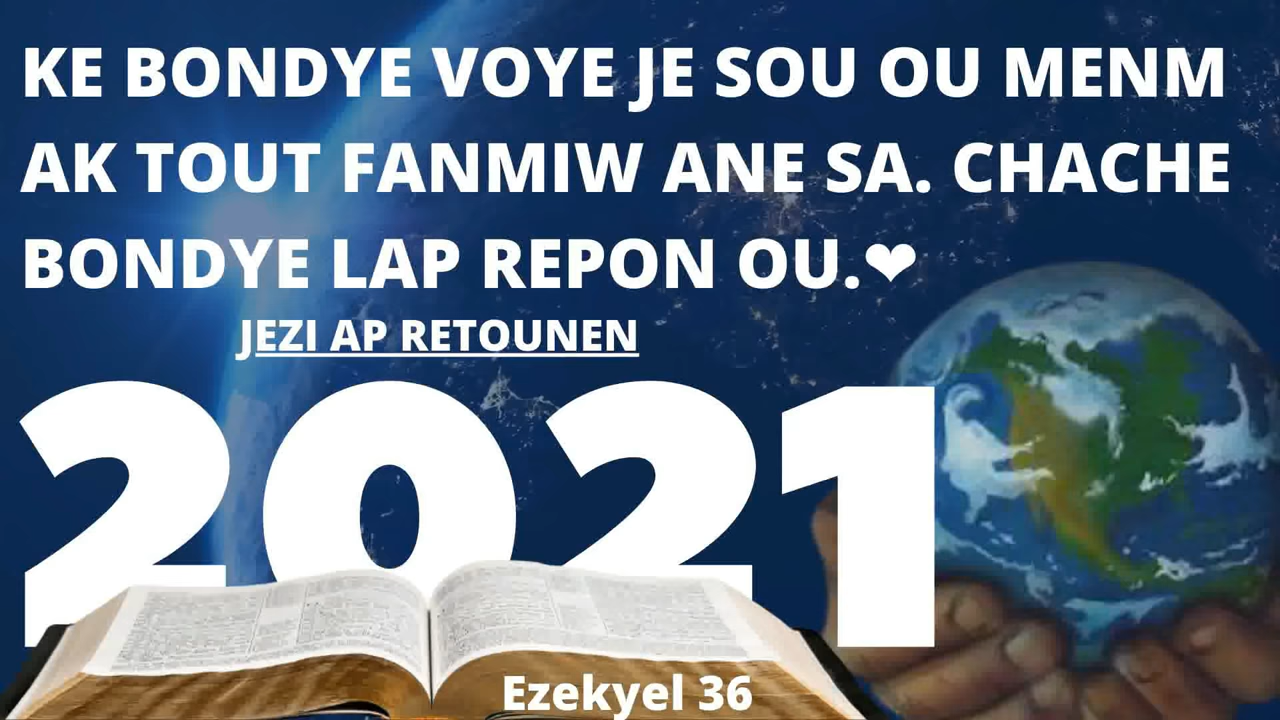 KE BONDYE VOYE JE SOU OU MENM
AK TOUT FANMIW ANE SA. CHACHE
BONDYE LAP REPON OU.❤
JEZI AP RETOUNEN
2021
Ezekyel 36